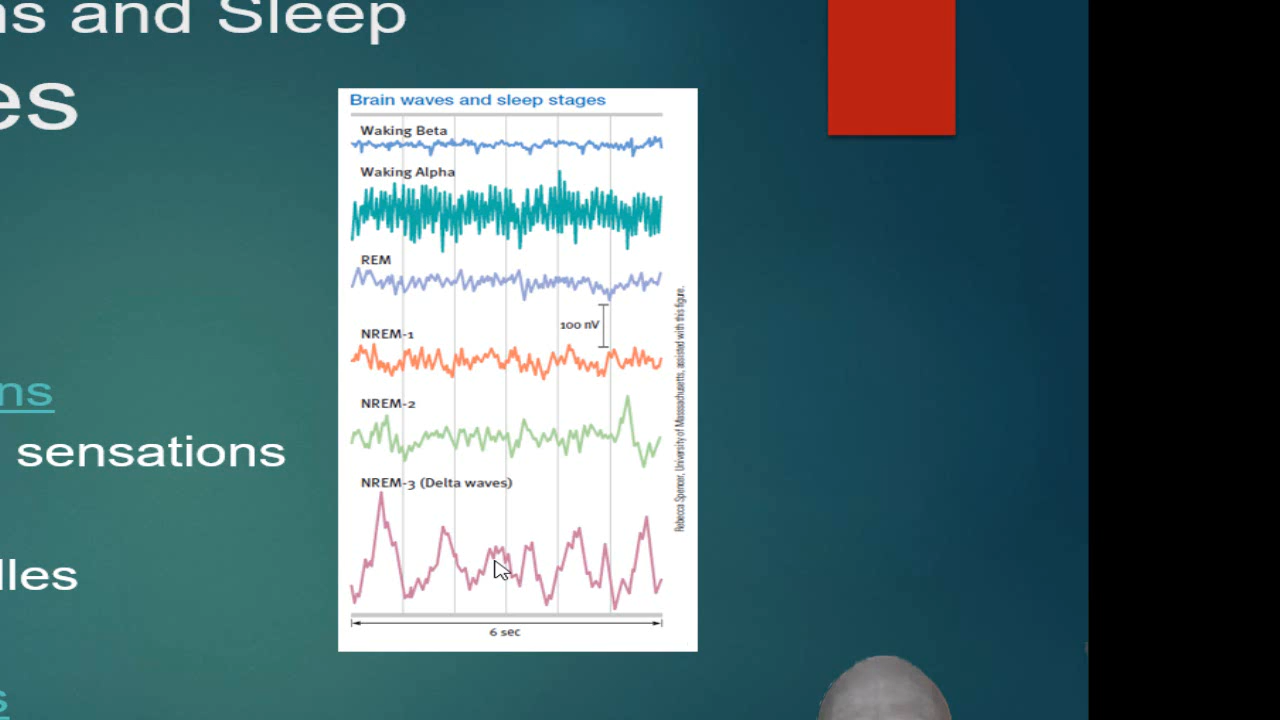 ns and Sleep
es
Brain waves and sleep stages
Waking Beta
Waking Alpha
REM
100 nV
NREM-1
ns
NREM-2
sensations
NREM-3 (Delta waves)
lles
6 sec
s
Rebecca Spencer, University of Massachusetts, assisted with this figure.